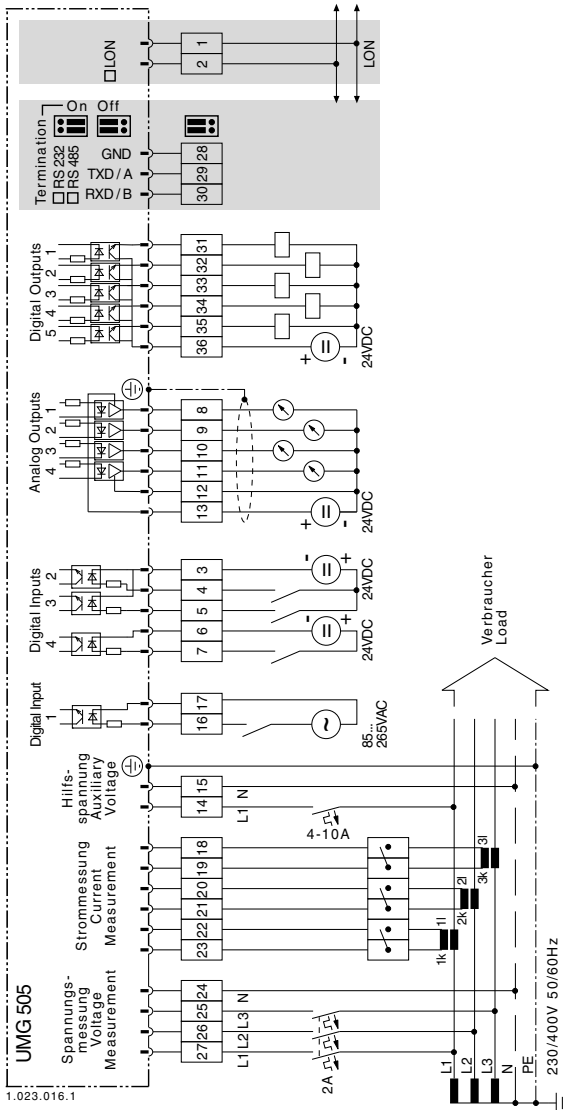 LON
1
2
LON
On Off
Termination
RS 232
RS 485
GND
TXD / A
RXD / B
28
29
30
Digital Outputs
1
2
3
4
5
31
32
33
34
35
36
+
-
24VDC
Analog Outputs
1
2
3
4
8
9
10
11
12
13
+
-
24VDC
Digital Inputs
2
3
4
3
4
5
6
7
-
+
24VDC
-
+
24VDC
Digital Input
1
17
16
~
85...
265VAC
Hilfs-
spannung
Auxiliary
Voltage
15
14
N
L1
4-10A
Strommessung
Current
Measurement
18
19
20
21
22
23
1k
1l
2k
2l
3k
3l
Spannungs-
messung
Voltage
Measurement
24
25
26
27
N
L3
L2
L1
2A
UMG 505
Verbraucher
Load
L1
L2
L3
N
PE
230/400V 50/60Hz
1.023.016.1